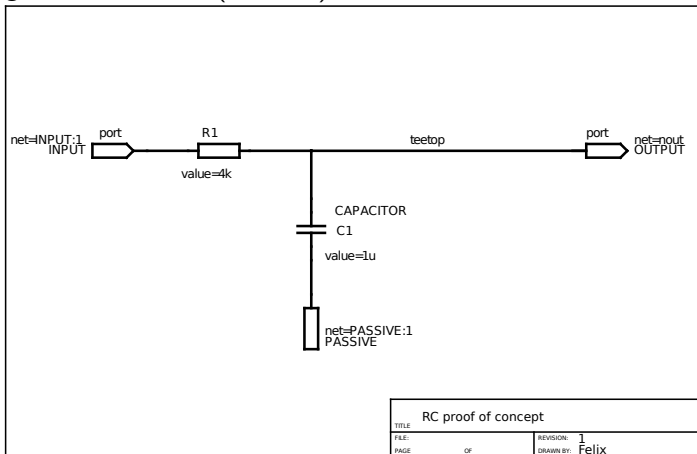 port
R1
teetop
port
net=INPUT:1
INPUT
net=nout
OUTPUT
value=4k
CAPACITOR
C1
value=1u
net=PASSIVE:1
PASSIVE
TITLE RC proof of concept
FILE: REVISION: 1
PAGE OF DRAWN BY: Felix